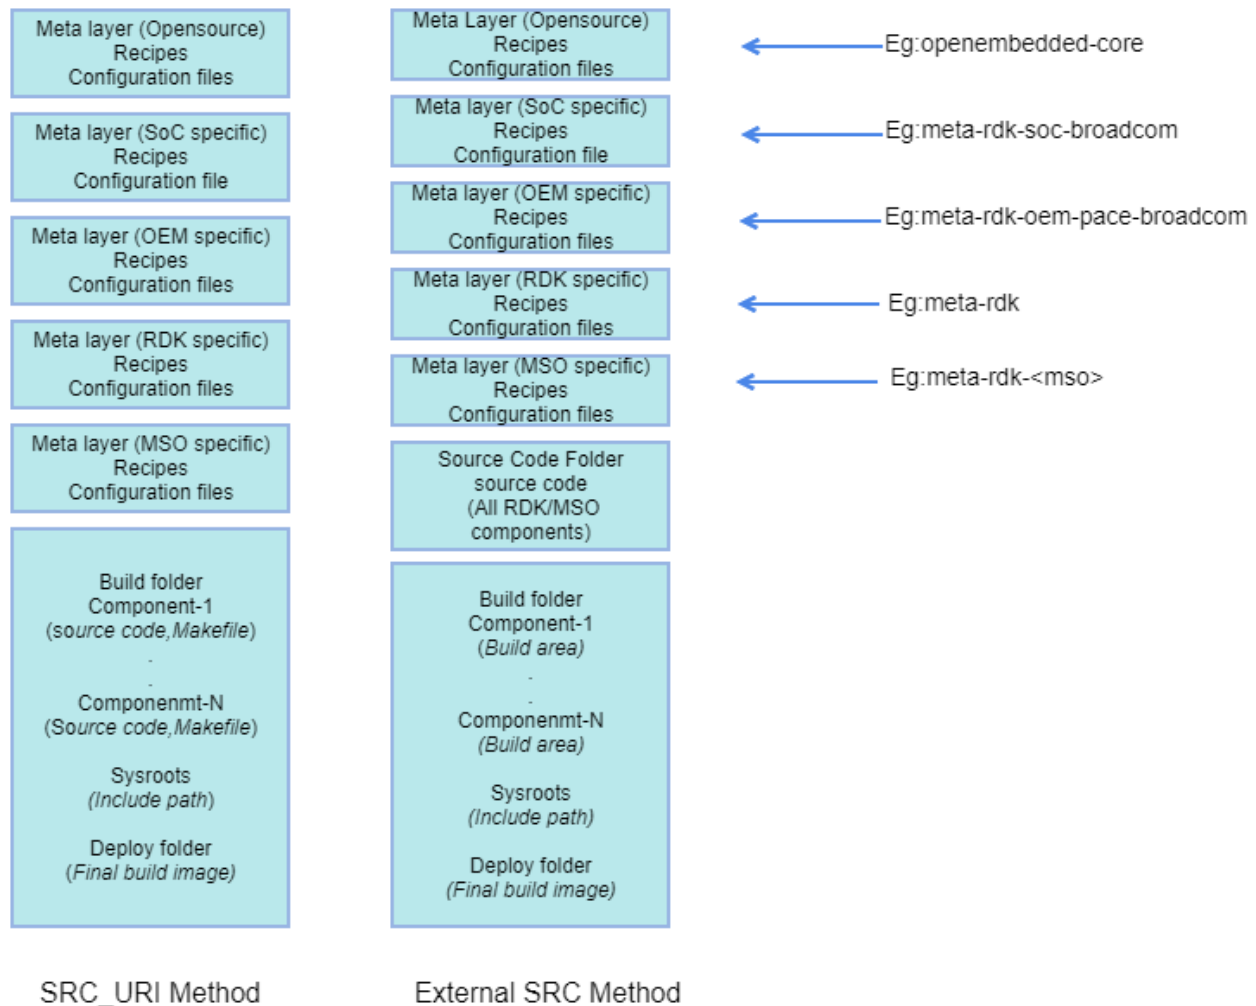 Meta layer (Opensource)
Recipes
Configuration files
Meta layer (SoC specific)
Recipes
Configuration file
Meta layer (OEM specific)
Recipes
Configuration files
Meta layer (RDK specific)
Recipes
Configuration files
Meta layer (MSO specific)
Recipes
Configuration files
Build folder
Component-1
(source code,Makefile)
.
.
Componenmt-N
(Source code,Makefile)
Sysroots
(Include path)
Deploy folder
(Final build image)
SRC_URI Method
Meta Layer (Opensource)
Recipes
Configuration files
Meta layer (SoC specific)
Recipes
Configuration file
Meta layer (OEM specific)
Recipes
Configuration files
Meta layer (RDK specific)
Recipes
Configuration files
Meta layer (MSO specific)
Recipes
Configuration files
Source Code Folder
source code
(All RDK/MSO
components)
Build folder
Component-1
(Build area)
.
.
Componenmt-N
(Build area)
Sysroots
(Include path)
Deploy folder
(Final build image)
External SRC Method
Eg:openembedded-core
Eg:meta-rdk-soc-broadcom
Eg:meta-rdk-oem-pace-broadcom
Eg:meta-rdk
Eg:meta-rdk-<mso>